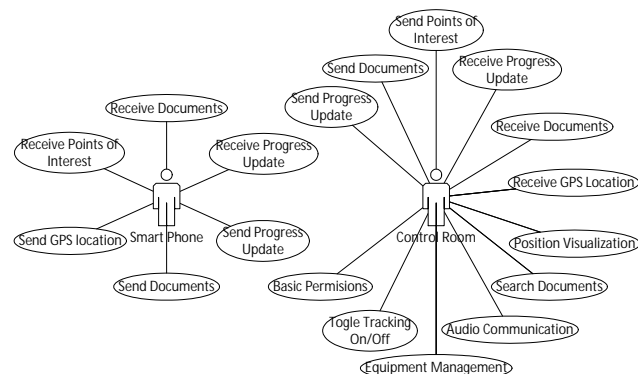 Send Points of
Interest
Send Documents
Receive Progress
Update
Send Progress
Update
Receive Documents
Receive Documents
Receive Points of
Interest
Receive Progress
Update
Receive GPS Location
Smart Phone
Control Room
Send GPS location
Send Progress
Update
Position Visualization
Send Documents
Basic Permisions
Search Documents
Togle Tracking
On/Off
Audio Communication
Equipment Management